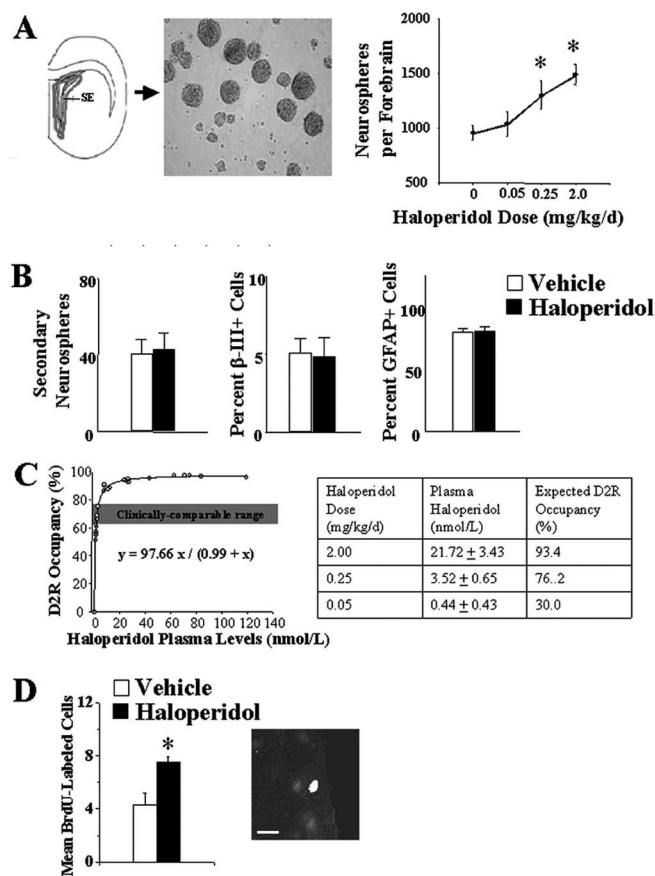 A
SE
Neurospheres
per Forebrain
2000
1500
1000
500
*
*
0
0.05
0.25
2.0
Haloperidol Dose (mg/kg/d)
B
Secondary
Neurospheres
80
40
0
Percent β-III+ Cells
10
5
0
Percent GFAP+ Cells
100
50
0
Vehicle
Haloperidol
C
D2R Occupancy (%)
100
80
60
40
20
0
Clinically-comparable range
y = 97.66 x / (0.99 + x)
0 20 40 60 80 100 120 140
Haloperidol Plasma Levels (nmol/L)
Haloperidol Dose (mg/kg/d) Plasma Haloperidol (nmol/L) Expected D2R Occupancy (%)
2.00 21.72 ± 3.43 93.4
0.25 3.52 ± 0.65 76..2
0.05 0.44 ± 0.43 30.0
D
Vehicle
Haloperidol
Mean BrdU-Labeled Cells
12
8
4
0
*